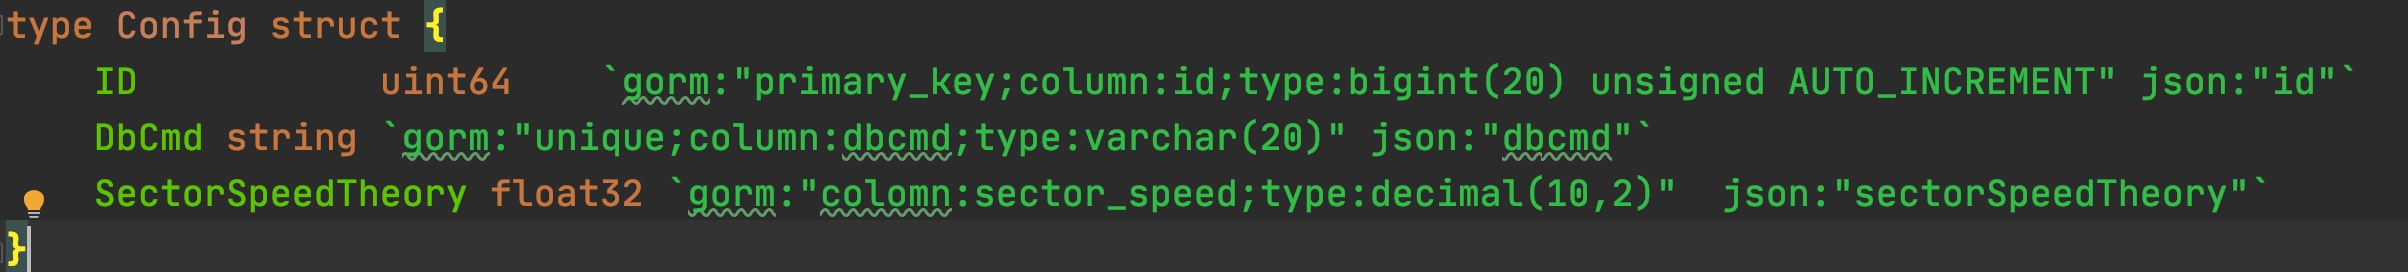 type Config struct {
    ID           uint64    `gorm:"primary_key;column:id;type:bigint(20) unsigned AUTO_INCREMENT" json:"id"`
    DbCmd string `gorm:"unique;column:dbcmd;type:varchar(20)" json:"dbcmd"`
    SectorSpeedTheory float32 `gorm:"colomn:sector_speed;type:decimal(10,2)"  json:"sectorSpeedTheory"`
}